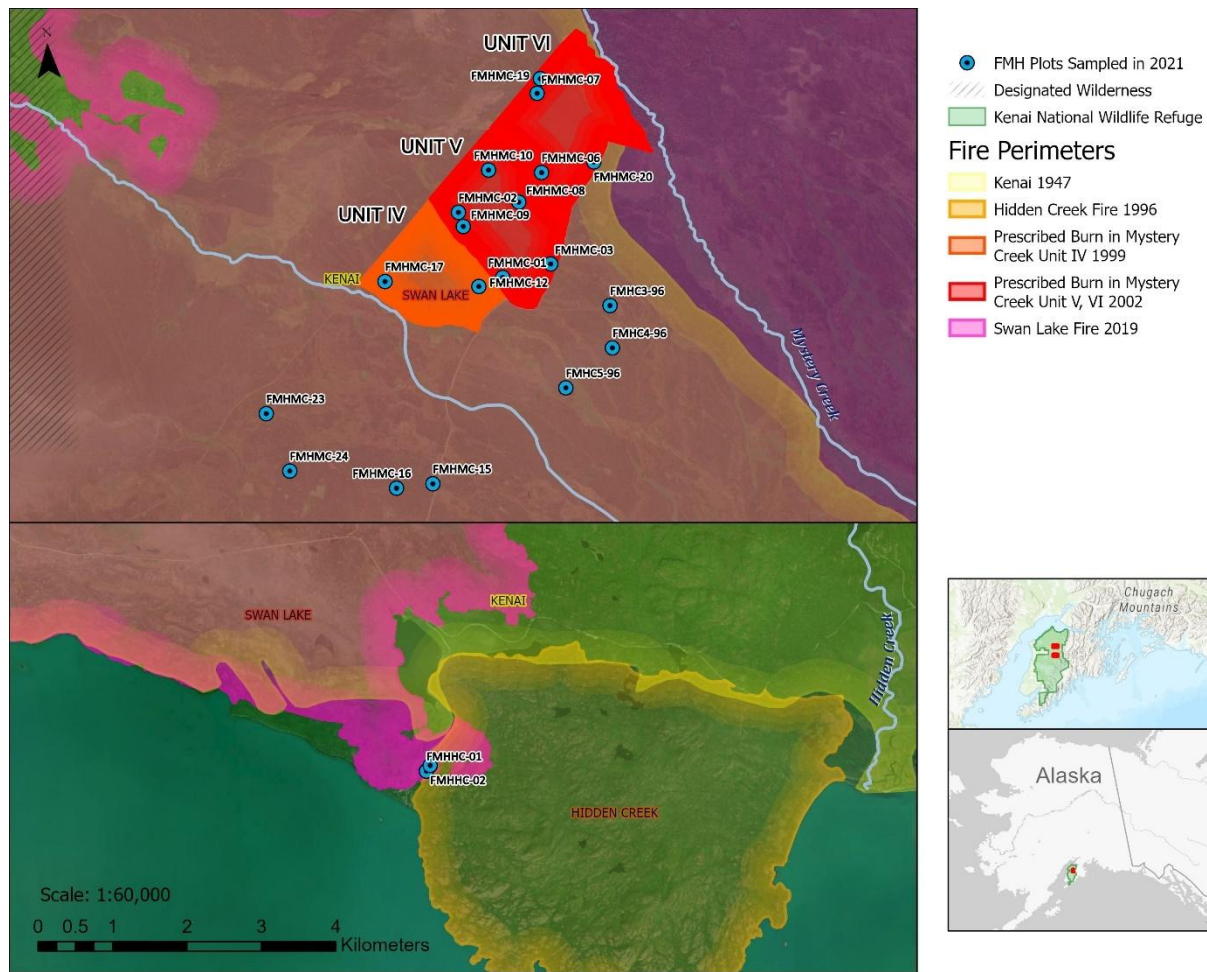 N
UNIT VI
FMHMC-19
FMHMC-07
UNIT V
FMHMC-10
FMHMC-06
FMHMC-20
FMHMC-08
FMHMC-02
UNIT IV
FMHMC-09
FMHMC-03
FMHMC-01
FMHMC-17
KENAI
FMHMC-12
SWAN LAKE
FMHC3-96
Mystery Creek
FMHC4-96
FMHC5-96
FMHMC-23
FMHMC-24
FMHMC-16
FMHMC-15
KENAI
SWAN LAKE
Hidden Creek
FMHHC-01
FMHHC-02
HIDDEN CREEK
Scale: 1:60,000
0 0.5 1 2 3 4
Kilometers
FMH Plots Sampled in 2021
Designated Wilderness
Kenai National Wildlife Refuge
Fire Perimeters
Kenai 1947
Hidden Creek Fire 1996
Prescribed Burn in Mystery
Creek Unit IV 1999
Prescribed Burn in Mystery
Creek Unit V, VI 2002
Swan Lake Fire 2019
Chugach
Mountains
Alaska